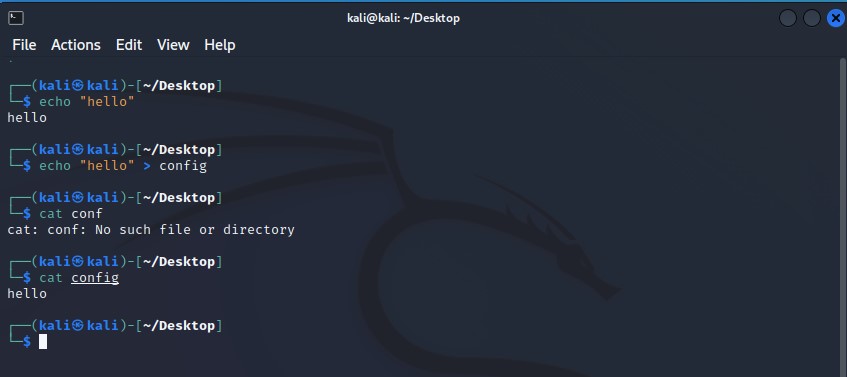 kali@kali: ~/Desktop
File Actions Edit View Help
┌──(kali㉿kali)-[~/Desktop]
└─$ echo "hello"
hello
┌──(kali㉿kali)-[~/Desktop]
└─$ echo "hello" > config
┌──(kali㉿kali)-[~/Desktop]
└─$ cat conf
cat: conf: No such file or directory
┌──(kali㉿kali)-[~/Desktop]
└─$ cat config
hello
┌──(kali㉿kali)-[~/Desktop]
└─$